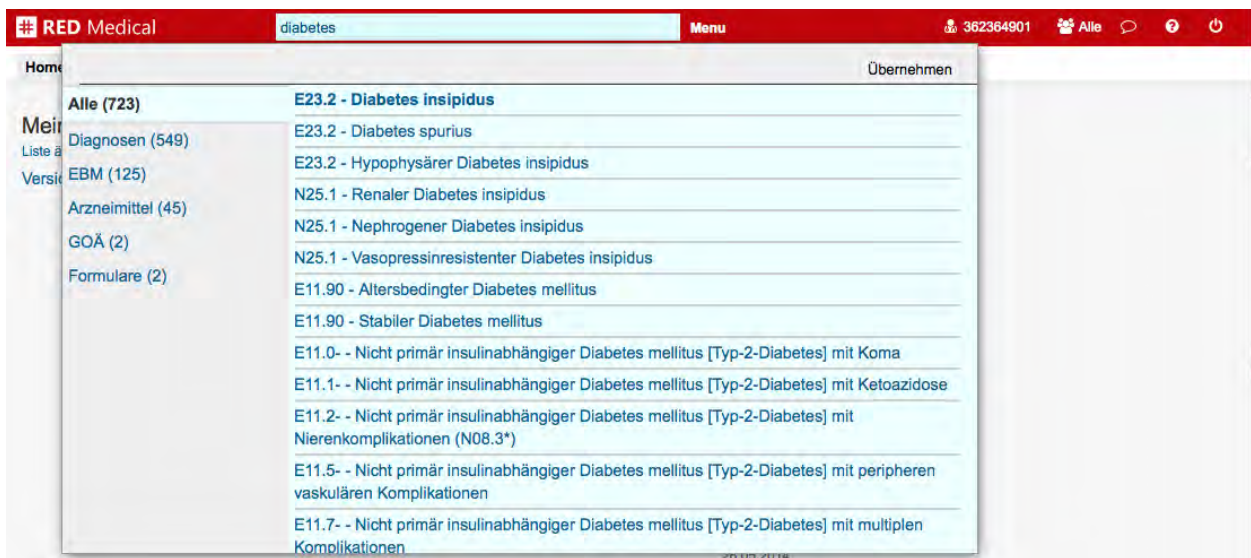 # RED Medical
diabetes
Menu
362364901
Alle
Home
Übernehmen
Alle (723)
Diagnosen (549)
EBM (125)
Arzneimittel (45)
GOÄ (2)
Formulare (2)
Mein
Liste ä
Versic
E23.2 - Diabetes insipidus
E23.2 - Diabetes spurius
E23.2 - Hypophysärer Diabetes insipidus
N25.1 - Renaler Diabetes insipidus
N25.1 - Nephrogener Diabetes insipidus
N25.1 - Vasopressinresistenter Diabetes insipidus
E11.90 - Altersbedingter Diabetes mellitus
E11.90 - Stabiler Diabetes mellitus
E11.0- - Nicht primär insulinabhängiger Diabetes mellitus [Typ-2-Diabetes] mit Koma
E11.1- - Nicht primär insulinabhängiger Diabetes mellitus [Typ-2-Diabetes] mit Ketoazidose
E11.2- - Nicht primär insulinabhängiger Diabetes mellitus [Typ-2-Diabetes] mit
Nierenkomplikationen (N08.3*)
E11.5- - Nicht primär insulinabhängiger Diabetes mellitus [Typ-2-Diabetes] mit peripheren
vaskulären Komplikationen
E11.7- - Nicht primär insulinabhängiger Diabetes mellitus [Typ-2-Diabetes] mit multiplen
Komplikationen